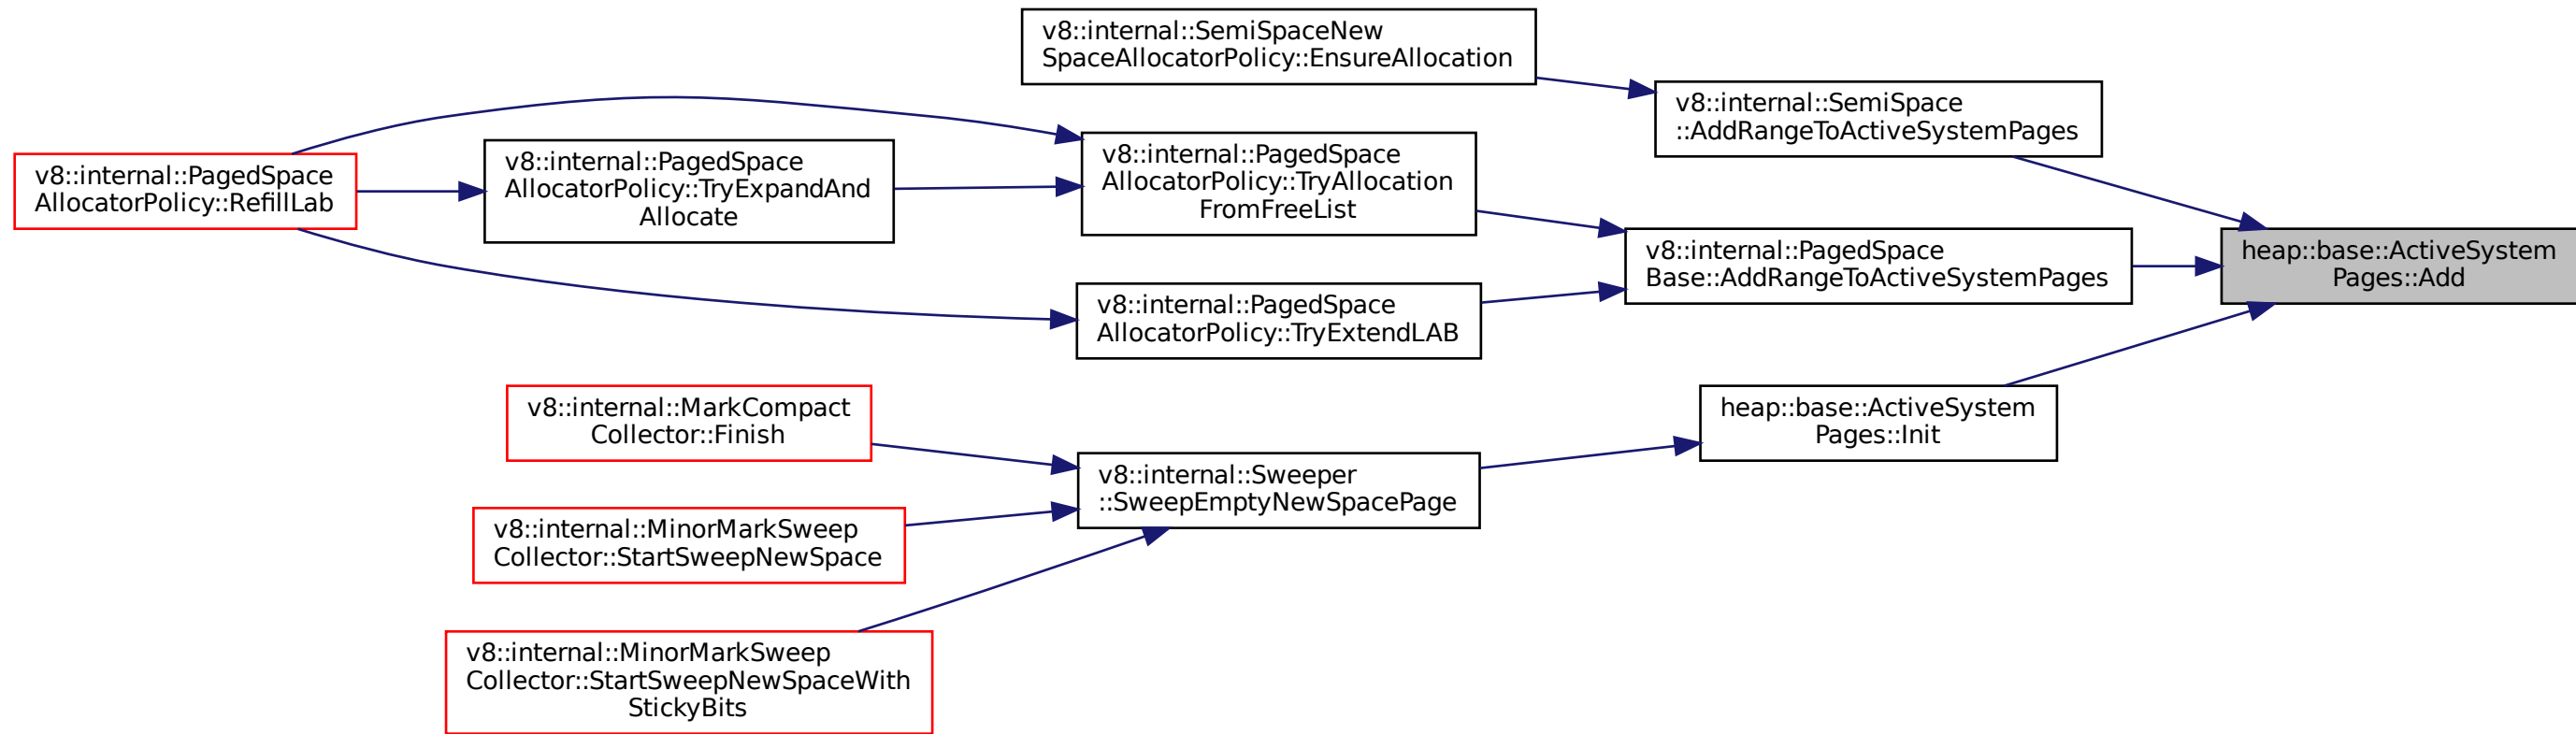 v8::internal::SemiSpaceNew
SpaceAllocatorPolicy::EnsureAllocation
v8::internal::SemiSpace
::AddRangeToActiveSystemPages
v8::internal::PagedSpace
AllocatorPolicy::RefillLab
v8::internal::PagedSpace
AllocatorPolicy::TryExpandAnd
Allocate
v8::internal::PagedSpace
AllocatorPolicy::TryAllocation
FromFreeList
v8::internal::PagedSpace
Base::AddRangeToActiveSystemPages
heap::base::ActiveSystem
Pages::Add
v8::internal::PagedSpace
AllocatorPolicy::TryExtendLAB
v8::internal::MarkCompact
Collector::Finish
heap::base::ActiveSystem
Pages::Init
v8::internal::Sweeper
::SweepEmptyNewSpacePage
v8::internal::MinorMarkSweep
Collector::StartSweepNewSpace
v8::internal::MinorMarkSweep
Collector::StartSweepNewSpaceWith
StickyBits